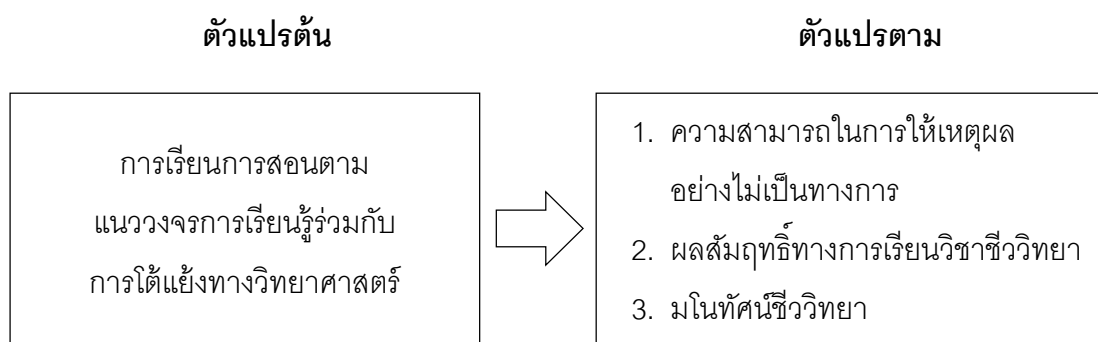 ตัวแปรต้น
ตัวแปรตาม
การเรียนการสอนตาม
แนววงจรการเรียนรู้ร่วมกับ
การโต้แย้งทางวิทยาศาสตร์
1. ความสามารถในการให้เหตุผล
อย่างไม่เป็นทางการ
2. ผลสัมฤทธิ์ทางการเรียนวิชาชีววิทยา
3. มโนทัศน์ชีววิทยา